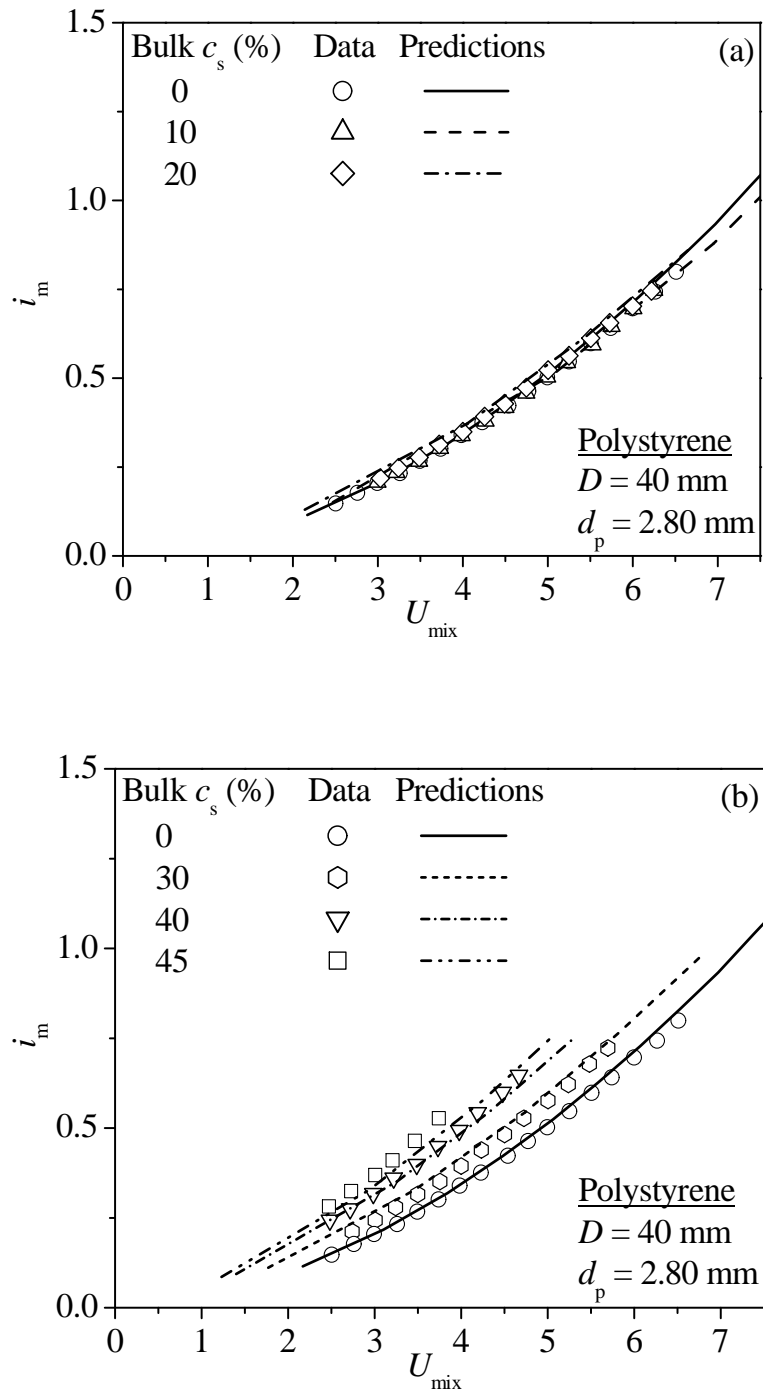 1.5
Bulk c_s (%) Data Predictions (a)
0
10
1.0
20
i_m
0.5
Polystyrene
D = 40 mm
d_p = 2.80 mm
0.0
0 1 2 3 4 5 6 7
U_mix
1.5
Bulk c_s (%) Data Predictions (b)
0
30
40
1.0
45
i_m
0.5
Polystyrene
D = 40 mm
d_p = 2.80 mm
0.0
0 1 2 3 4 5 6 7
U_mix